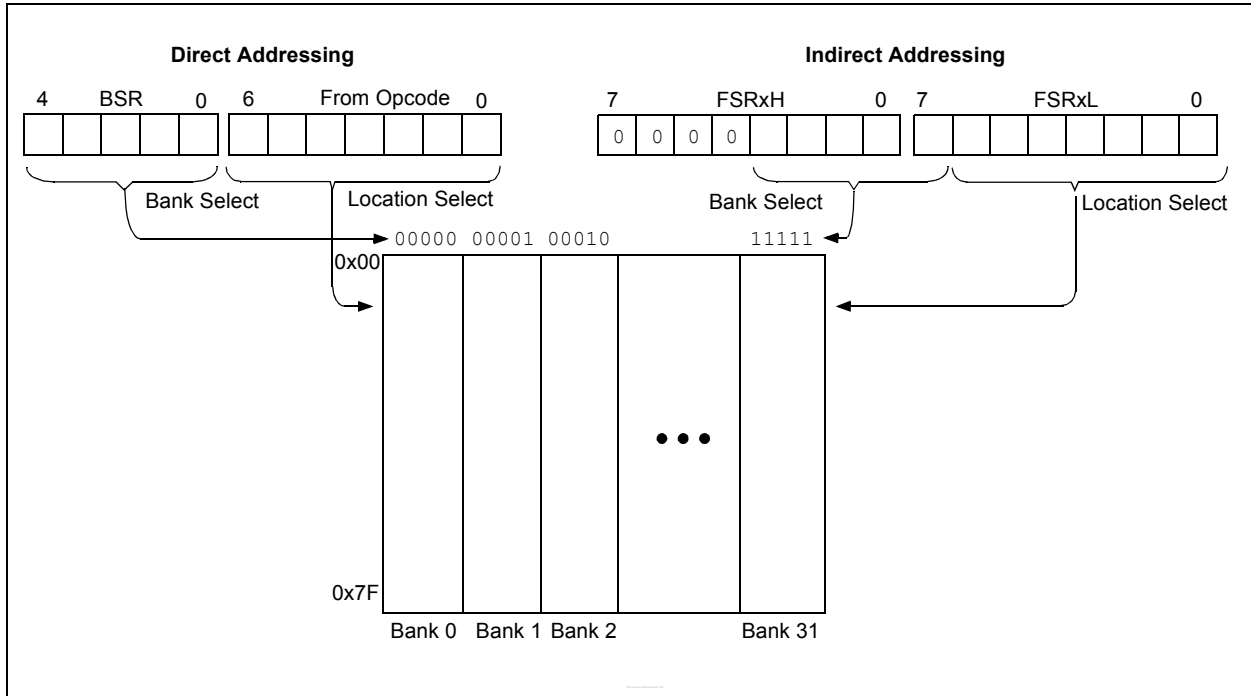 Direct Addressing
Indirect Addressing
4 BSR 0 6 From Opcode 0
7 FSRxH 0 7 FSRxL 0
0 0 0 0
Bank Select
Location Select
Bank Select
Location Select
00000 00001 00010 11111
0x00
0x7F
Bank 0 Bank 1 Bank 2 Bank 31